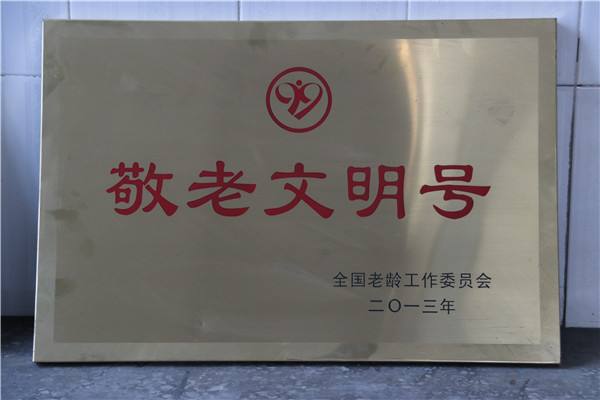 敬老文明号
全国老龄工作委员会
二〇一三年